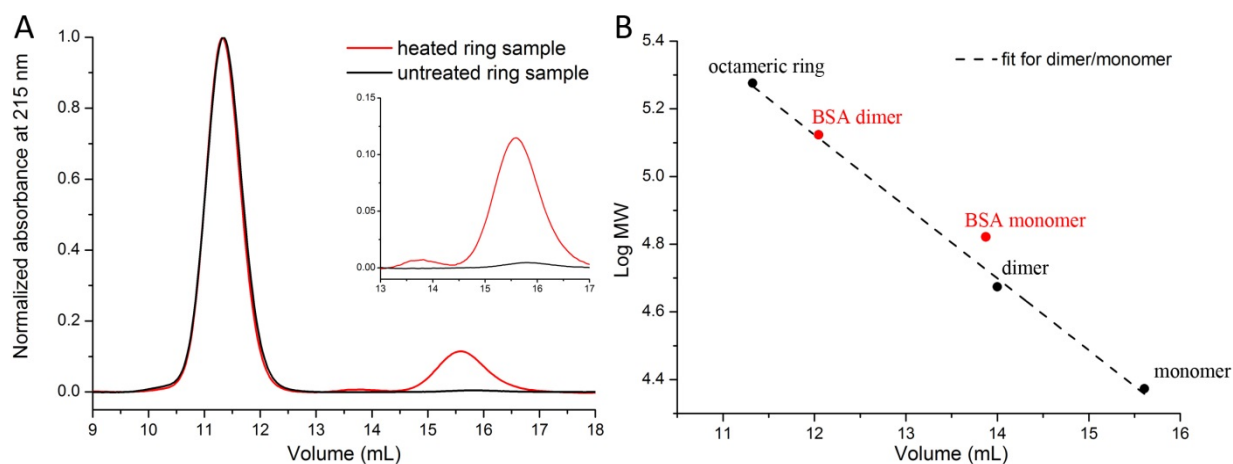 A
Normalized absorbance at 215 nm
1.0
0.8
0.6
0.4
0.2
0.0
9 10 11 12 13 14 15 16 17 18
Volume (mL)
heated ring sample
untreated ring sample
0.15
0.10
0.05
0.00
13 14 15 16 17
B
Log MW
5.4
5.2
5.0
4.8
4.6
4.4
11 12 13 14 15 16
Volume (mL)
fit for dimer/monomer
octameric ring
BSA dimer
BSA monomer
dimer
monomer